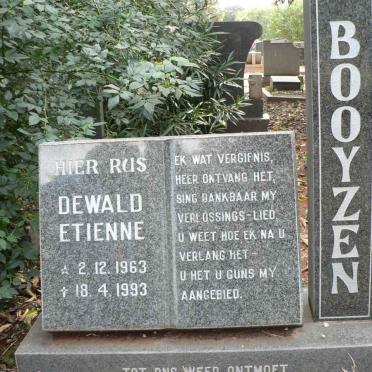 HIER RUS
DEWALD
ETIENNE
☆ 2. 12. 1963
✝ 18. 4. 1993
EK WAT VERGIFNIS,
HEER ONTVANG HET,
SING DANKBAAR MY
VERLOSSINGS-LIED.
U WEET HOE EK NA U
VERLANG HET-
U HET U GUNS MY
AANGEBIED.
BOOYZEN
TOT ONS WEER ONTMOET